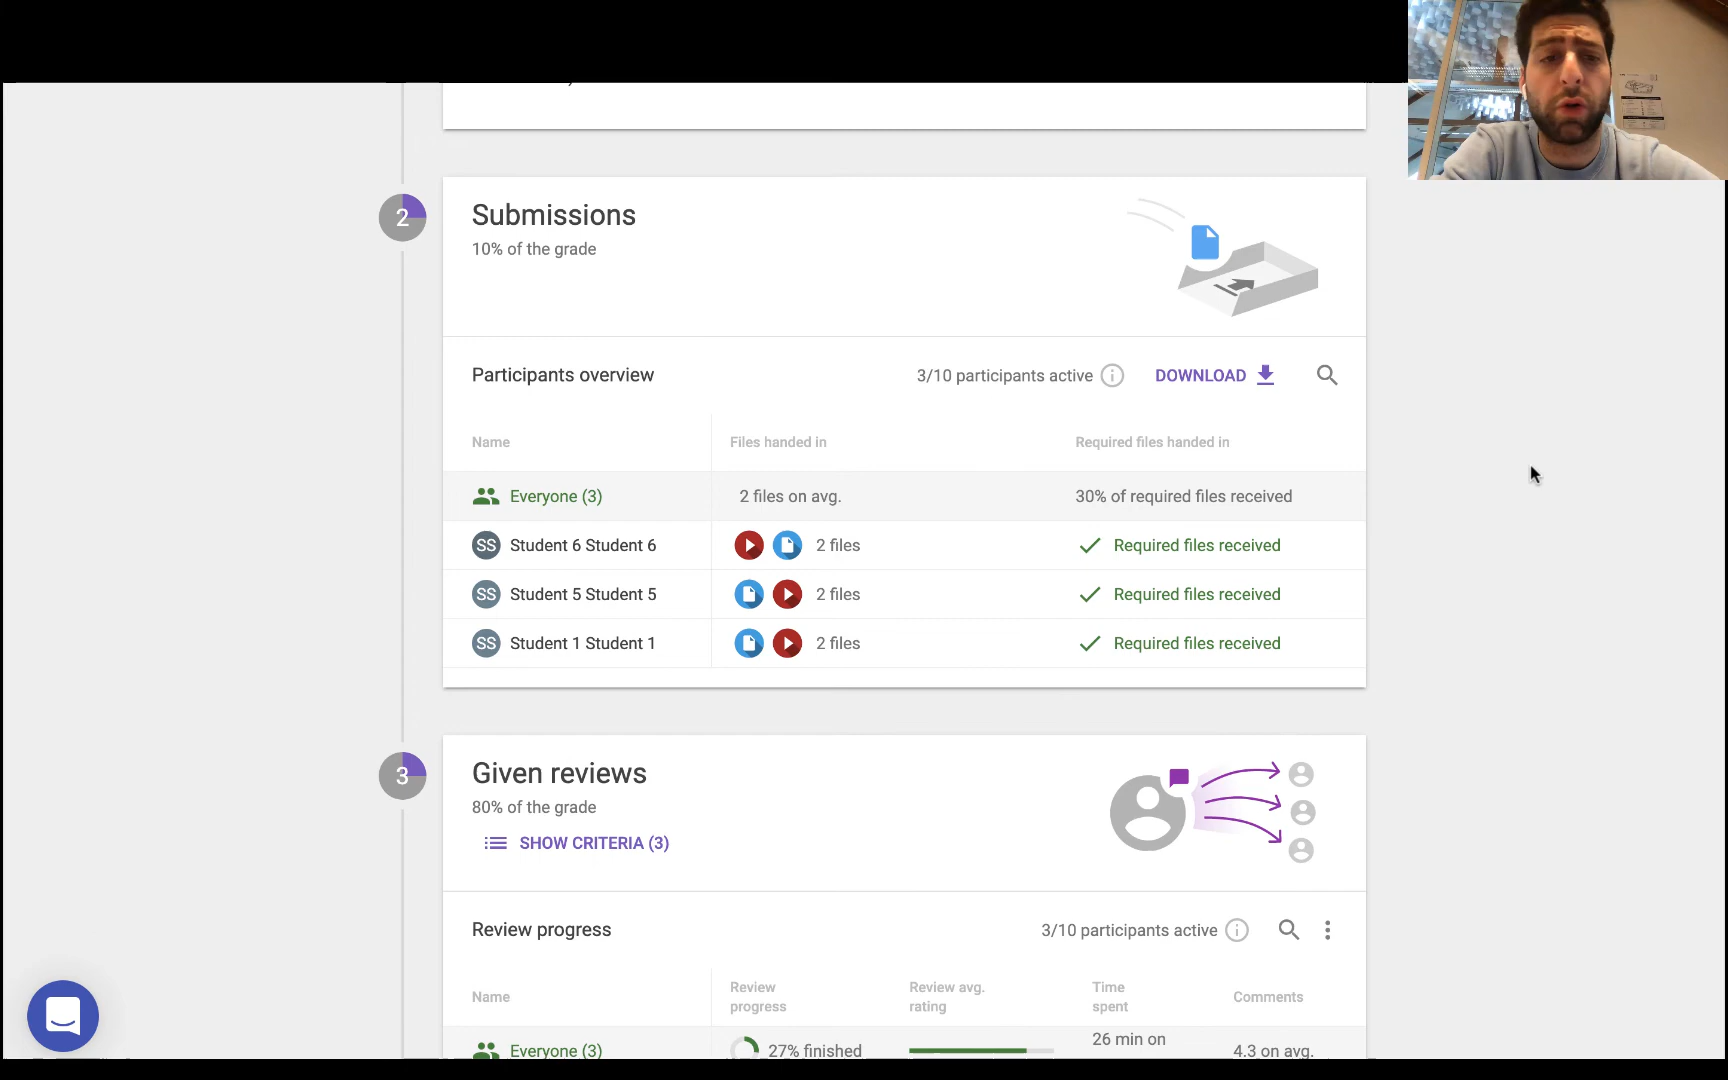 2
Submissions
10% of the grade
Participants overview
3/10 participants active
DOWNLOAD
Name
Files handed in
Required files handed in
Everyone (3)
2 files on avg.
30% of required files received
SS Student 6 Student 6
2 files
Required files received
SS Student 5 Student 5
2 files
Required files received
SS Student 1 Student 1
2 files
Required files received
3
Given reviews
80% of the grade
SHOW CRITERIA (3)
Review progress
3/10 participants active
Name
Review
progress
Review avg.
rating
Time
spent
Comments
Everyone (3)
27% finished
26 min on
4.3 on avg.